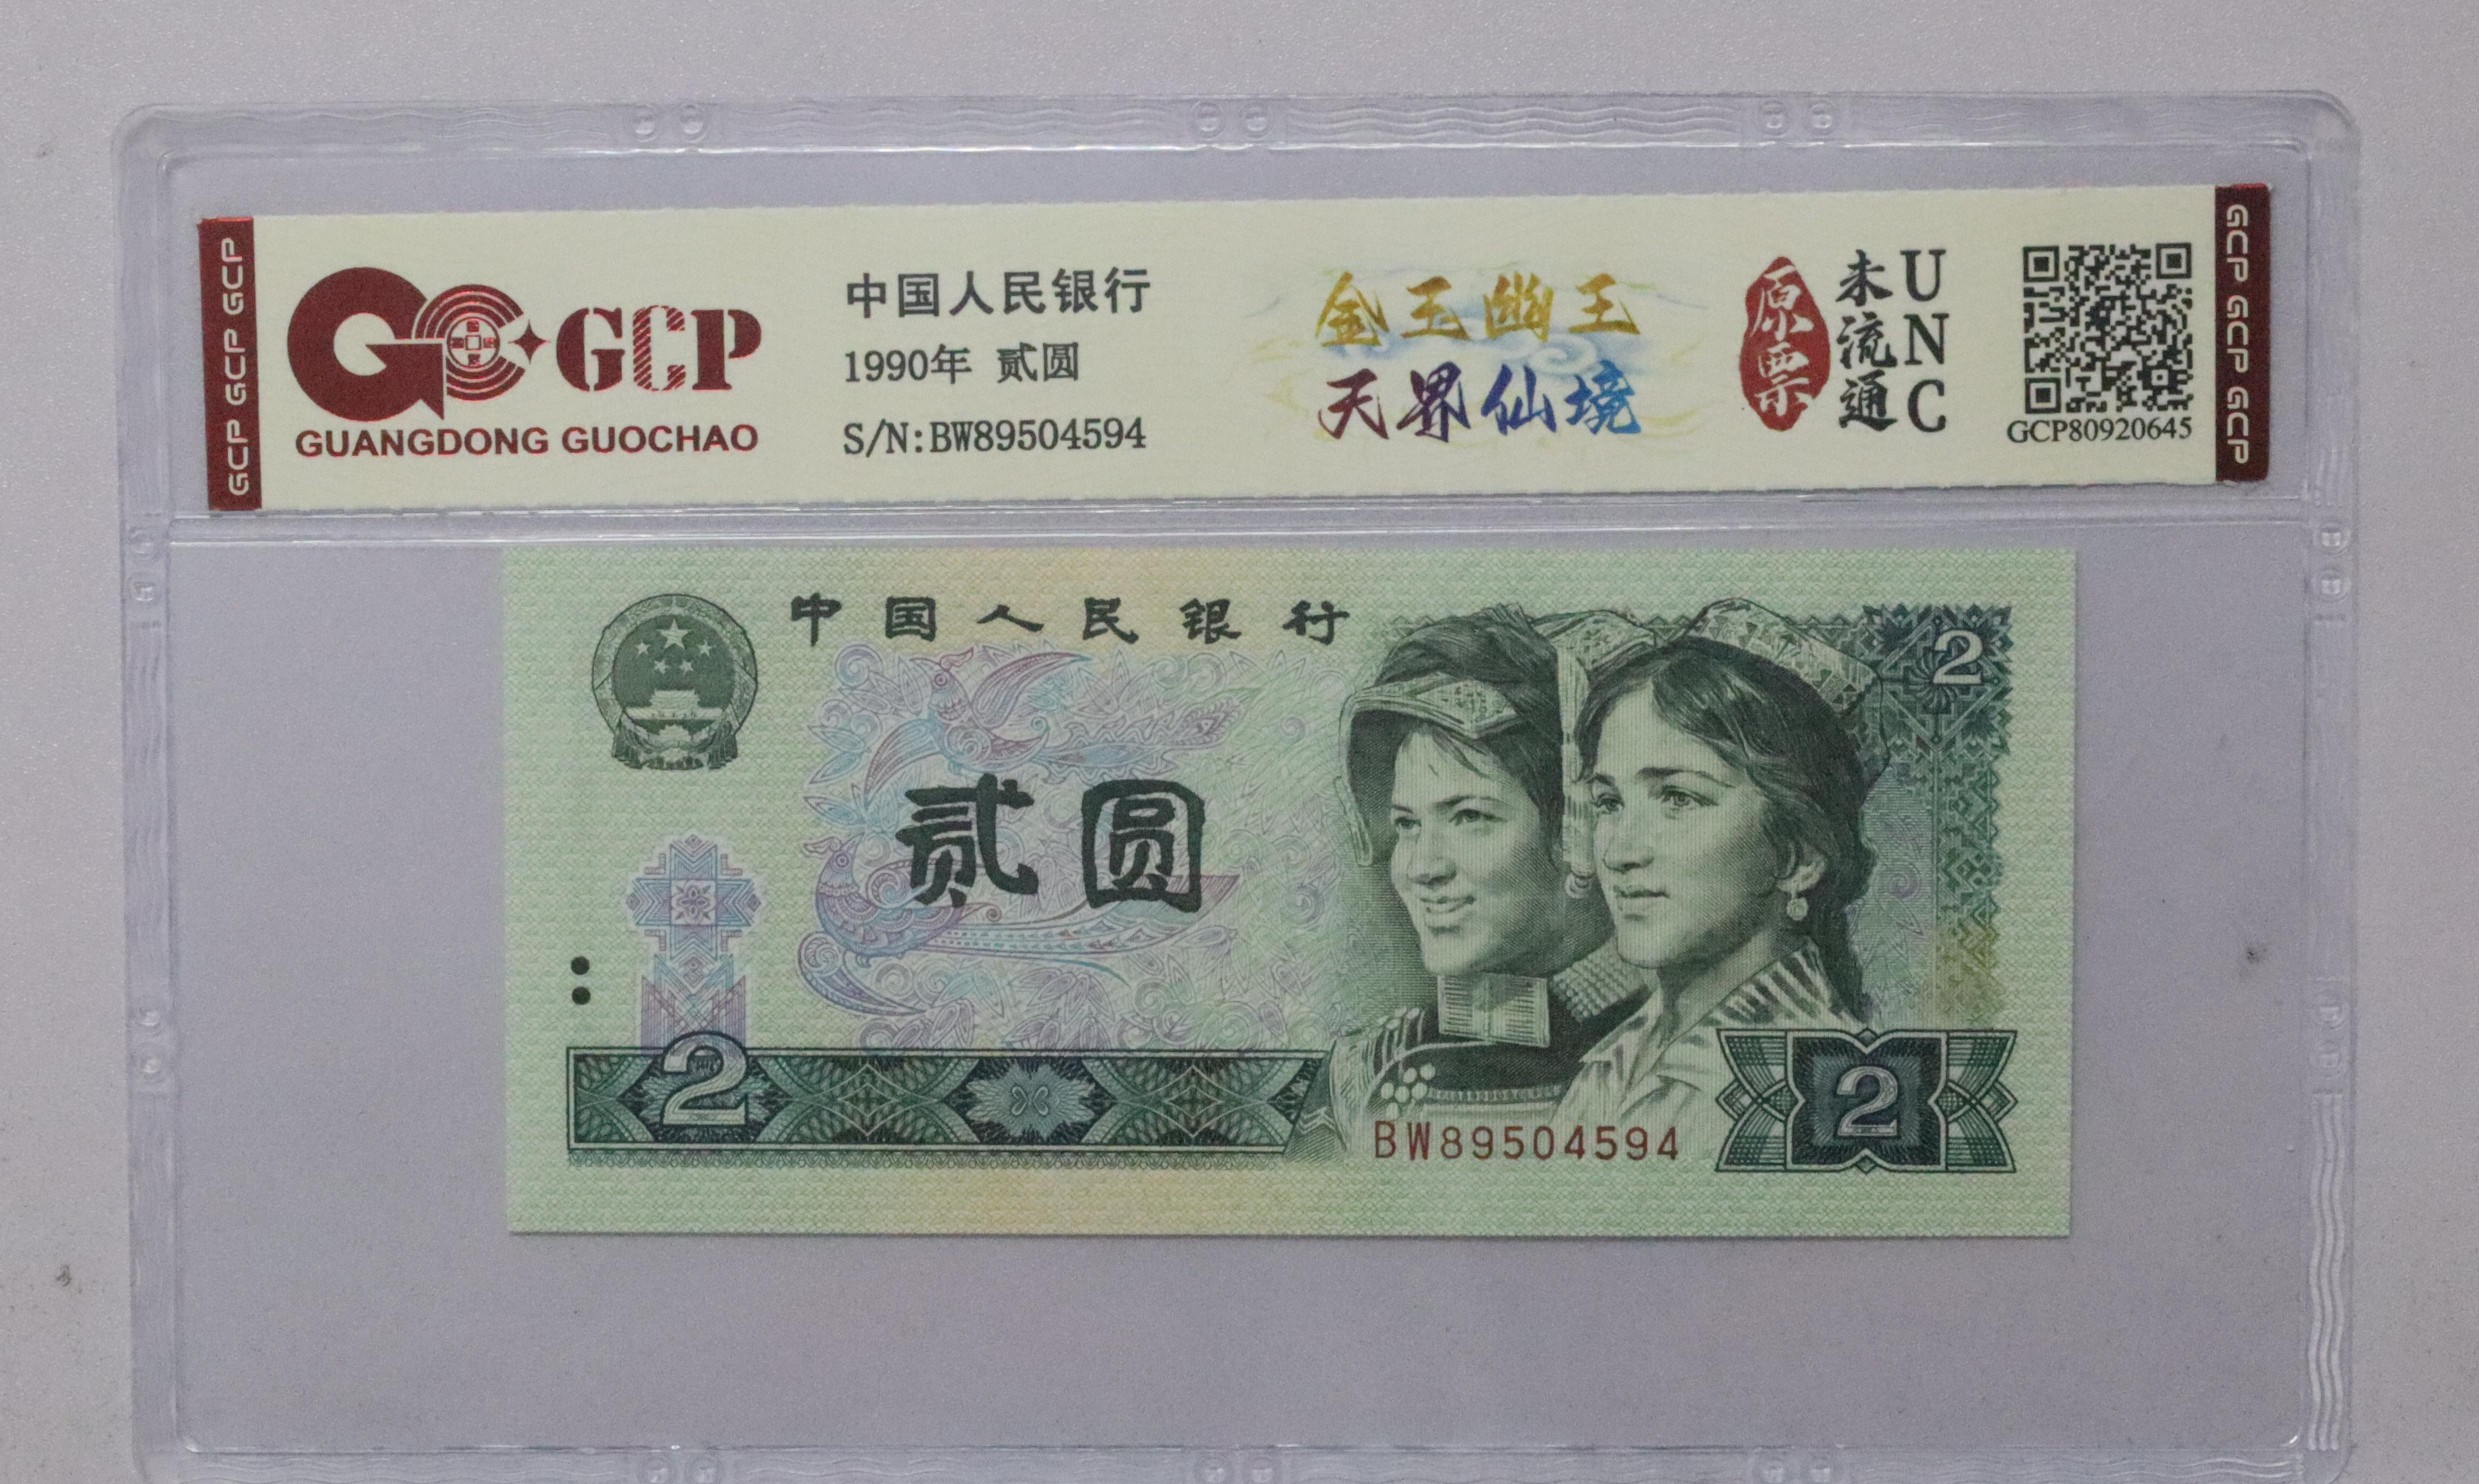 GCP GCP GCP
GCP
GUANGDONG GUOCHAO
中国人民银行
1990年 贰圆
S/N:BW89504594
金玉幽王
天界仙境
原票
未流通
UNC
GCP80920645
GCP GCP GCP
中国人民银行
2
贰圆
2
BW89504594
2